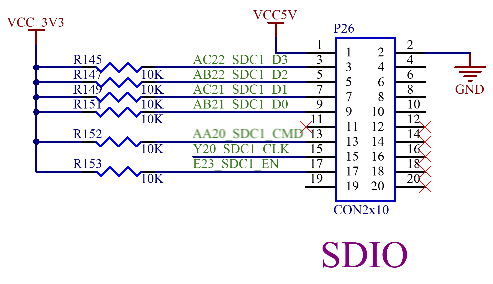 VCC_3V3
VCC5V
P26
R145 10K AC22_SDC1_D3
R147 10K AB22_SDC1_D2
R149 10K AC21_SDC1_D1
R151 10K AB21_SDC1_D0
R152 10K AA20_SDC1_CMD
Y20_SDC1_CLK
R153 10K E23_SDC1_EN
1 1 2 2
3 3 4 4
5 5 6 6
7 7 8 8
9 9 10 10
11 11 12 12
13 13 14 14
15 15 16 16
17 17 18 18
19 19 20 20
GND
CON2x10
SDIO